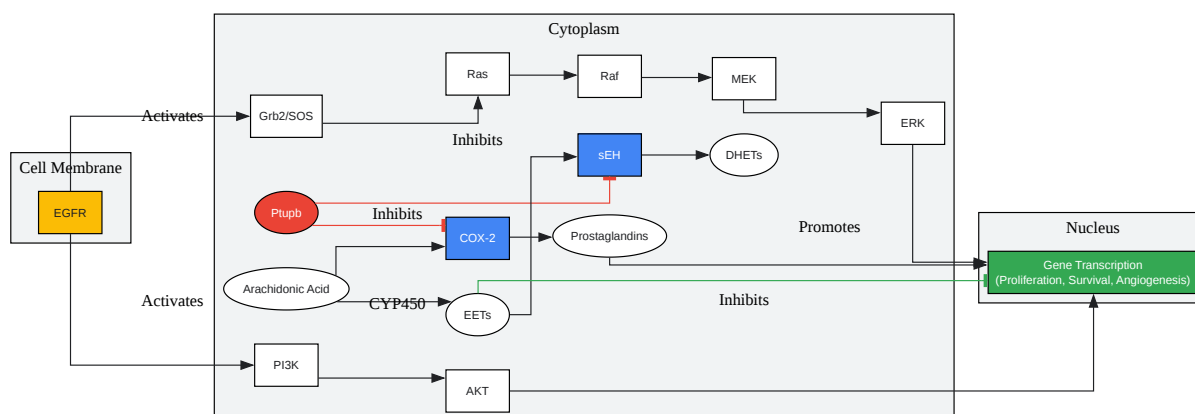 Cytoplasm
Ras
Raf
MEK
Activates
Grb2/SOS
ERK
Inhibits
Cell Membrane
sEH
DHETs
EGFR
Ptupb
Inhibits
COX-2
Prostaglandins
Promotes
Nucleus
Gene Transcription
(Proliferation, Survival, Angiogenesis)
Arachidonic Acid
Activates
CYP450
EETs
Inhibits
PI3K
AKT